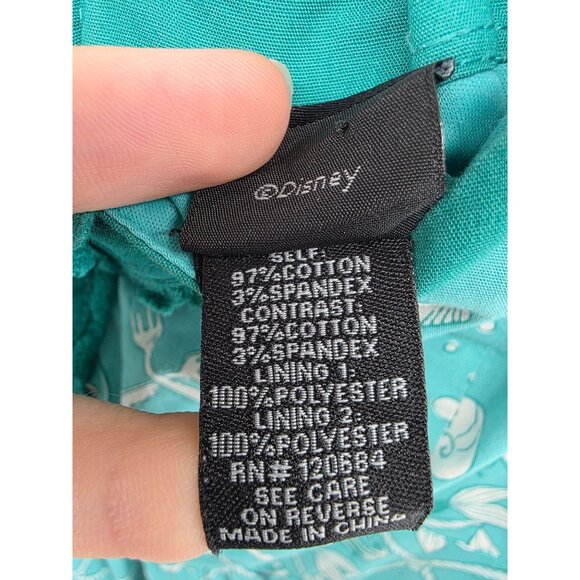 ©Disney
SELF:
97%COTTON
3%SPANDEX
CONTRAST:
97%COTTON
3%SPANDEX
LINING 1:
100%POLYESTER
LINING 2:
100%POLYESTER
RN# 120684
SEE CARE
ON REVERSE
MADE IN CHINA